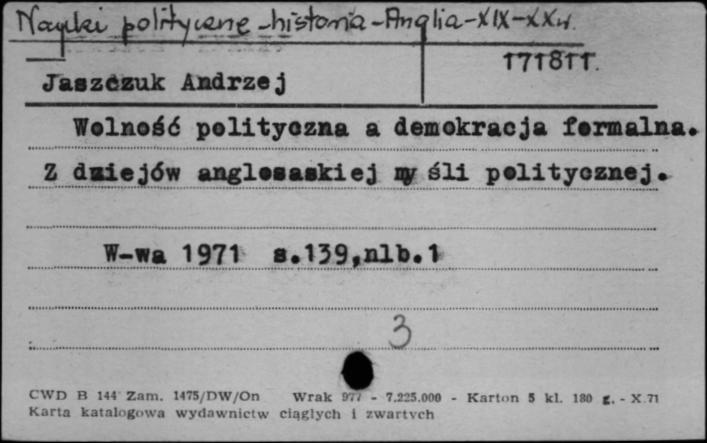 Nauki polityczne - historia - Anglia - XIX - XX w.
171811.
Jaszczuk Andrzej
Wolność polityczna a demokracja formalna.
Z dziejów anglosaskiej myśli politycznej.
W-wa 1971 s.139,nlb.1
3
CWD B 144 Zam. 1475/DW/On Wrak 977 - 7.225.000 - Karton 5 kl. 180 g. - X.71
Karta katalogowa wydawnictw ciągłych i zwartych